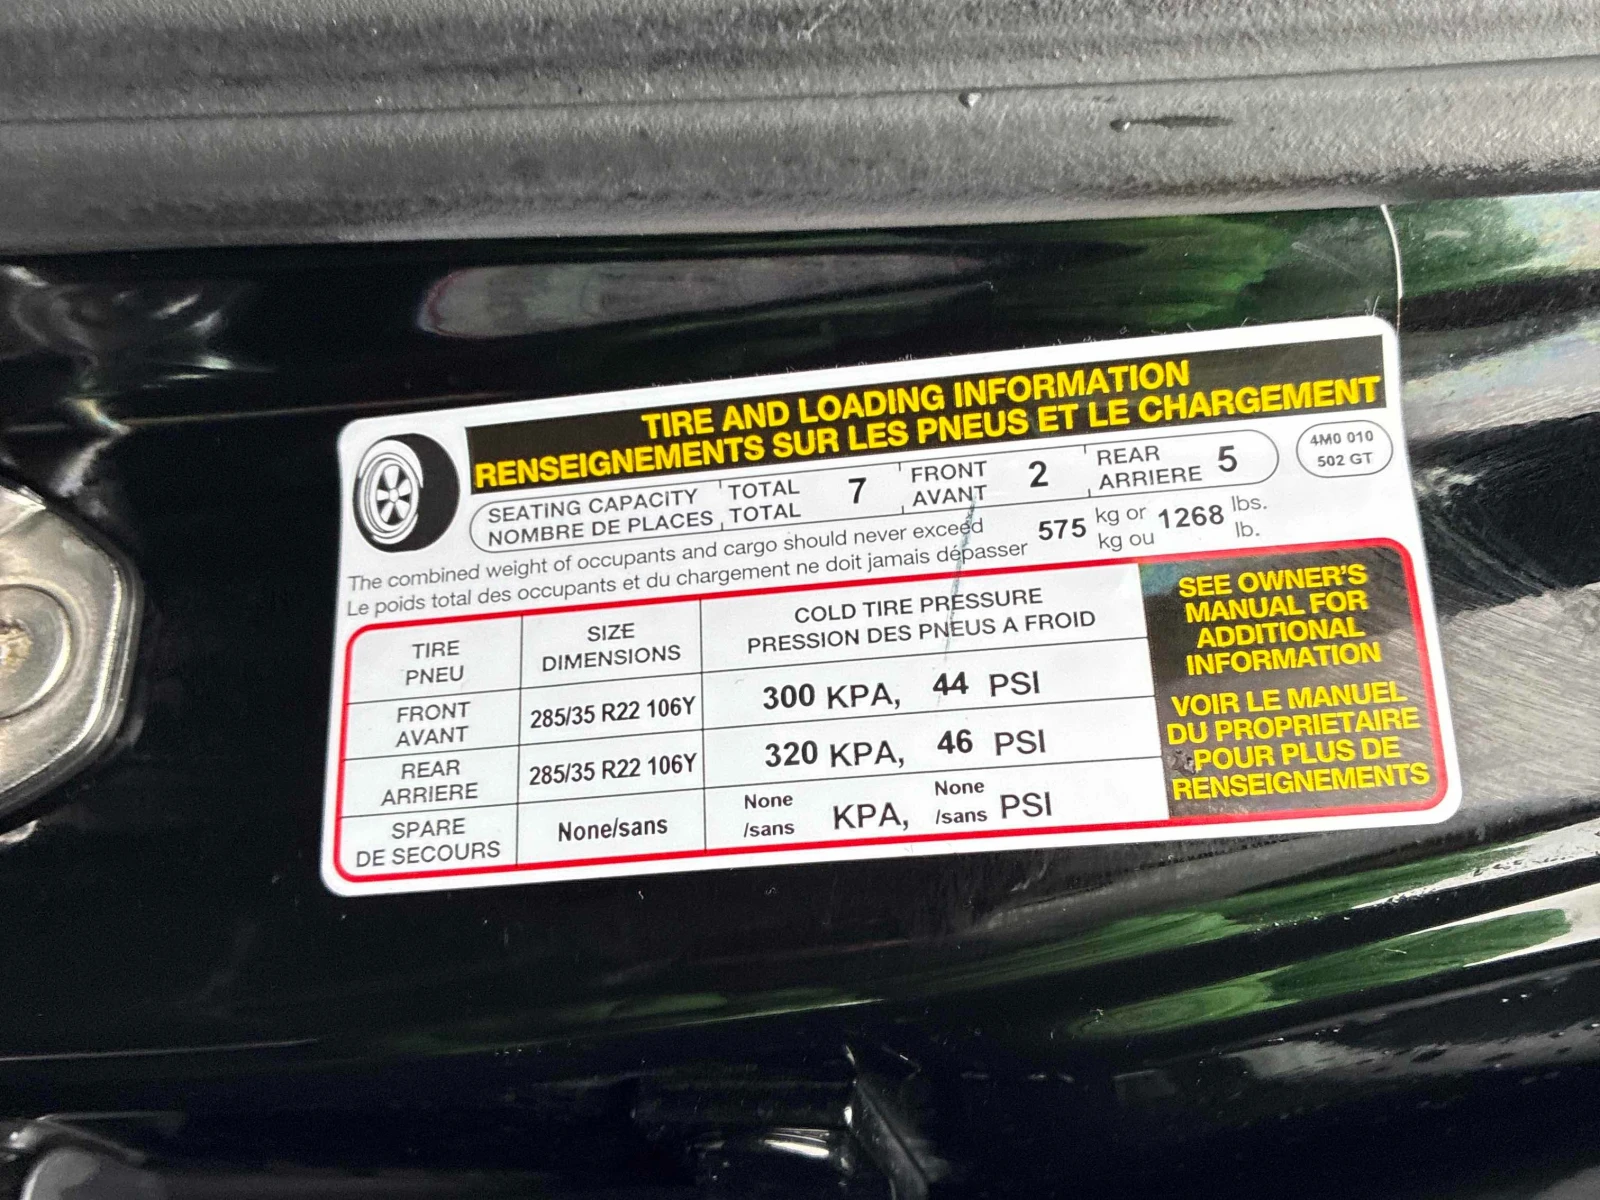 TIRE AND LOADING INFORMATION
RENSEIGNEMENTS SUR LES PNEUS ET LE CHARGEMENT
SEATING CAPACITY TOTAL 7 FRONT 2 REAR 5
NOMBRE DE PLACES TOTAL AVANT ARRIERE
4M0 010
502 GT
The combined weight of occupants and cargo should never exceed 575 kg or 1268 lbs.
Le poids total des occupants et du chargement ne doit jamais dépasser kg ou lb.
TIRE SIZE COLD TIRE PRESSURE
PNEU DIMENSIONS PRESSION DES PNEUS A FROID
FRONT 285/35 R22 106Y 300 KPA, 44 PSI
AVANT
REAR 285/35 R22 106Y 320 KPA, 46 PSI
ARRIERE
SPARE None/sans None KPA, None PSI
DE SECOURS /sans /sans
SEE OWNER'S
MANUAL FOR
ADDITIONAL
INFORMATION
VOIR LE MANUEL
DU PROPRIETAIRE
POUR PLUS DE
RENSEIGNEMENTS